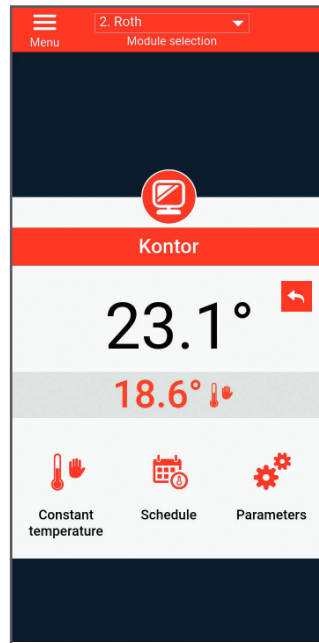 2. Roth
Menu
Module selection
Kontor
23.1°
18.6°
Constant
temperature
Schedule
Parameters